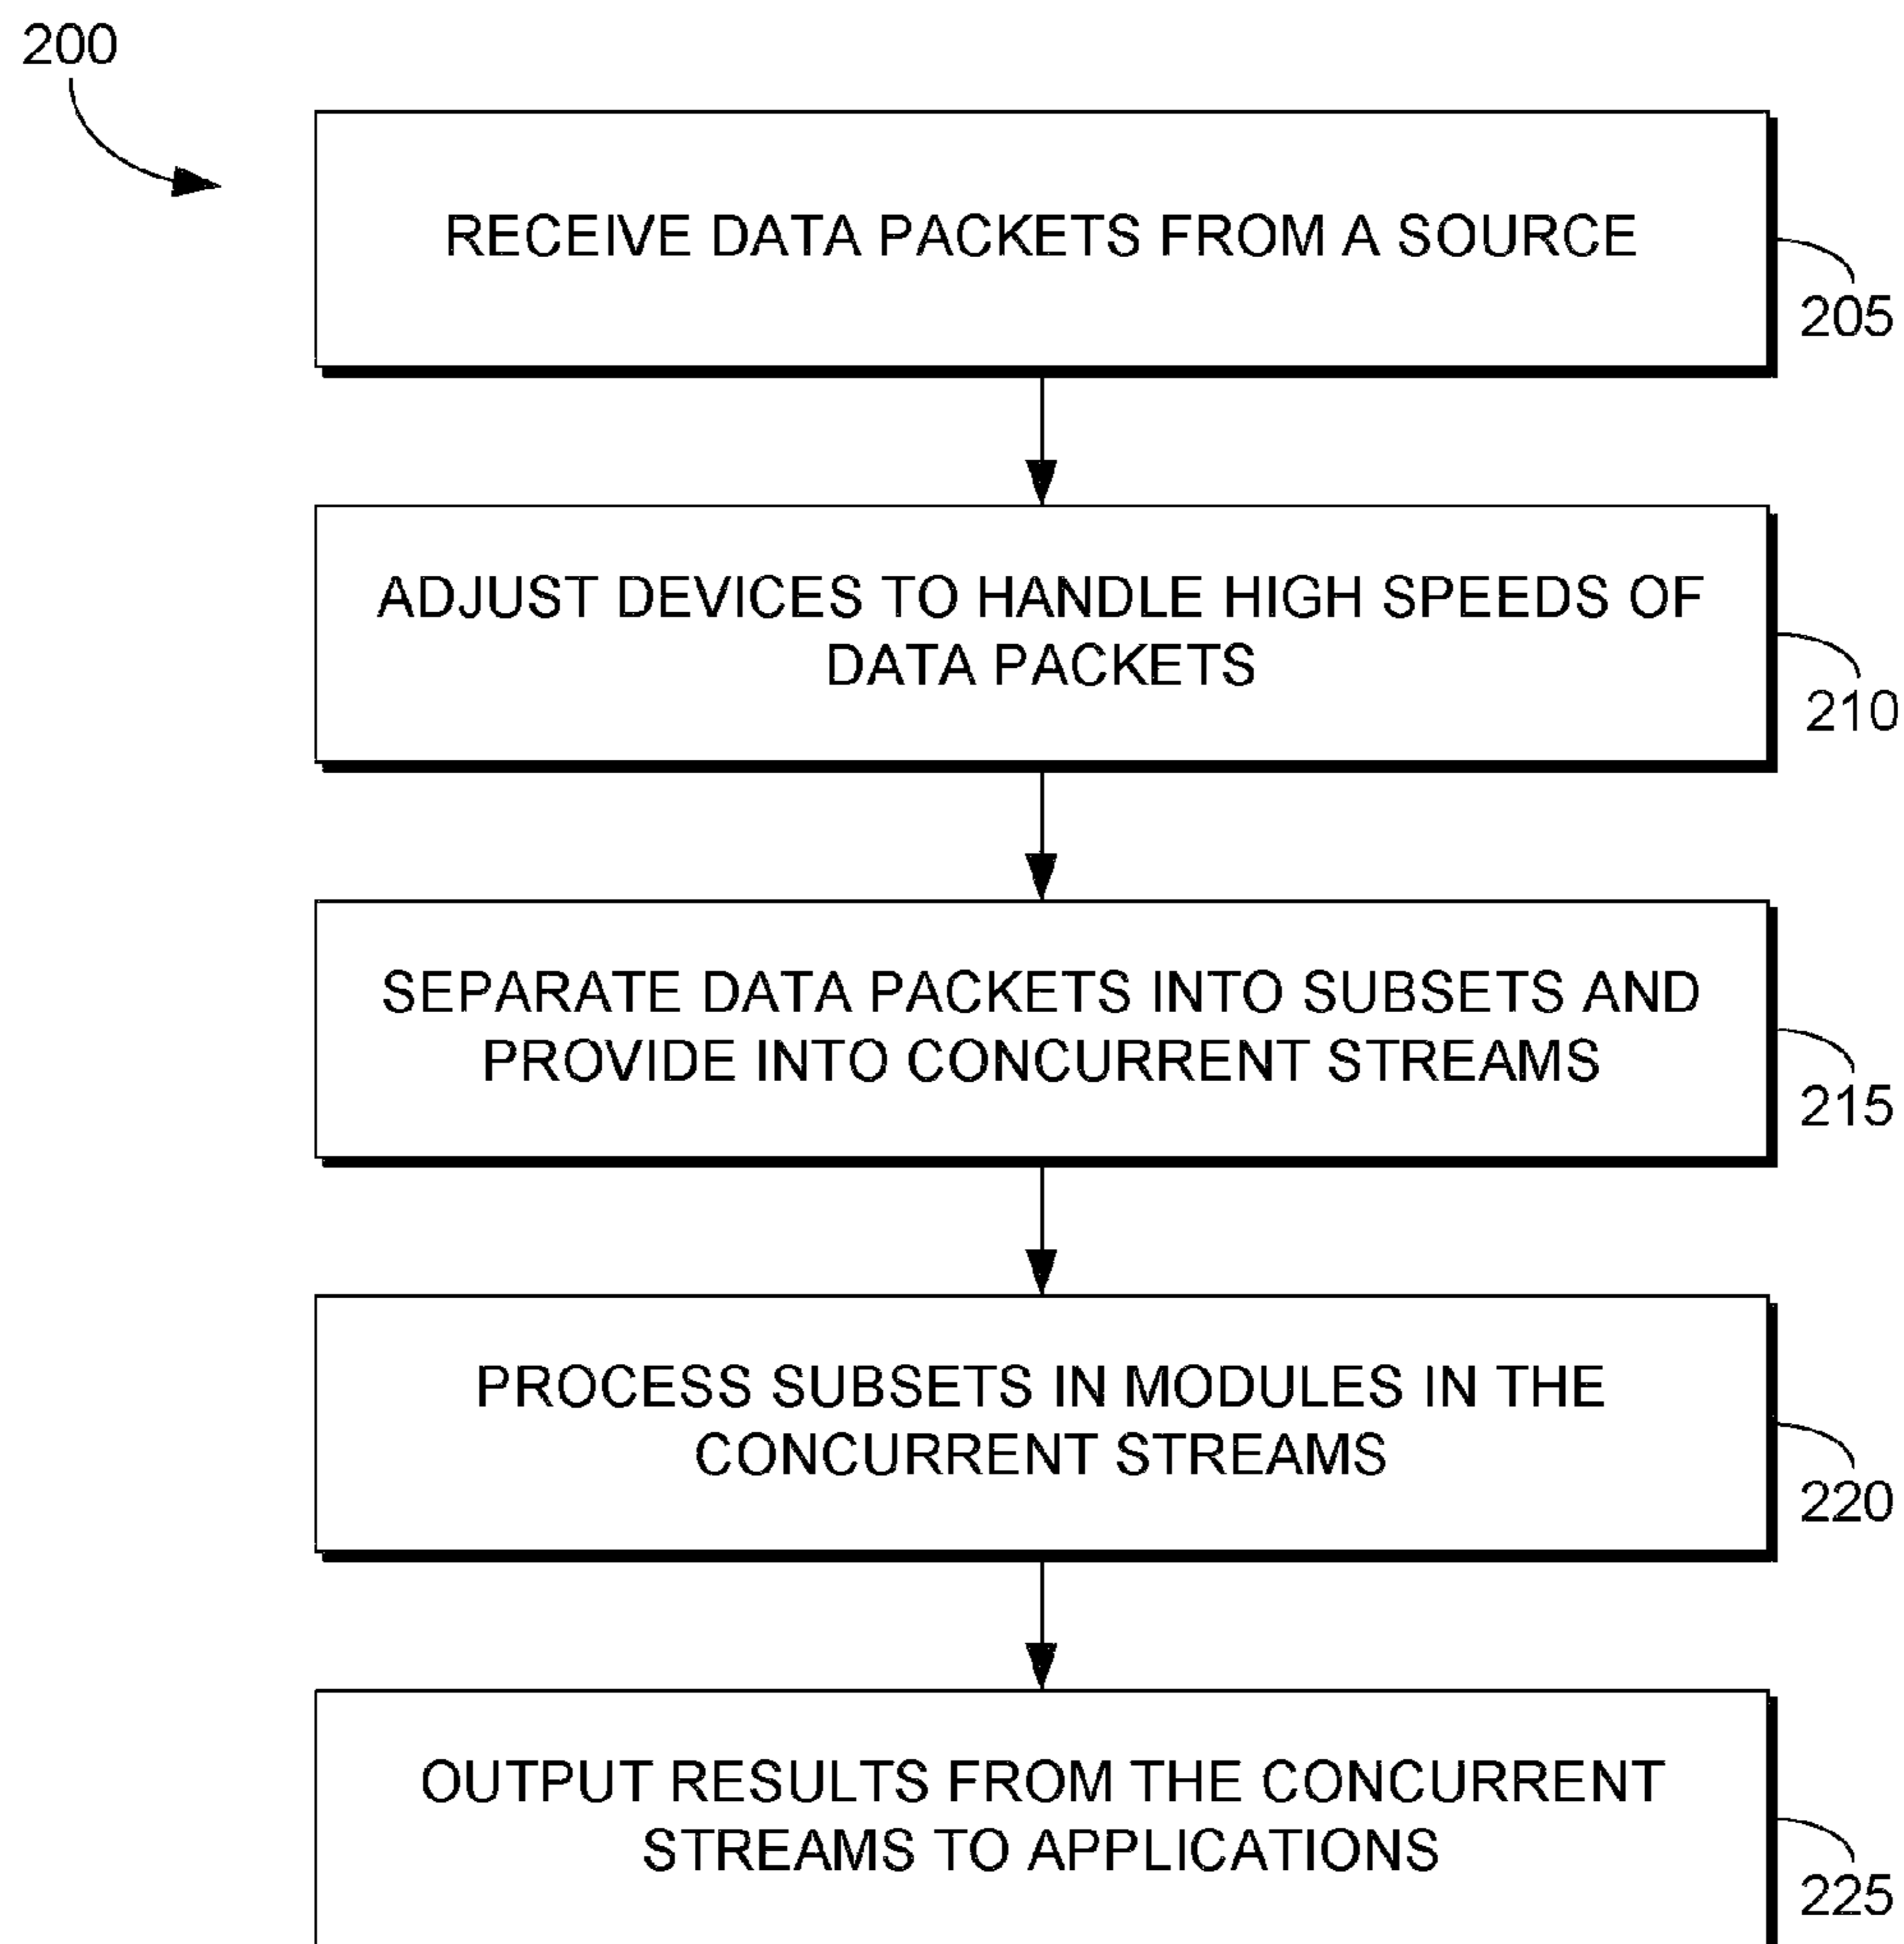 200
RECEIVE DATA PACKETS FROM A SOURCE
205
ADJUST DEVICES TO HANDLE HIGH SPEEDS OF
DATA PACKETS
210
SEPARATE DATA PACKETS INTO SUBSETS AND
PROVIDE INTO CONCURRENT STREAMS
215
PROCESS SUBSETS IN MODULES IN THE
CONCURRENT STREAMS
220
OUTPUT RESULTS FROM THE CONCURRENT
STREAMS TO APPLICATIONS
225